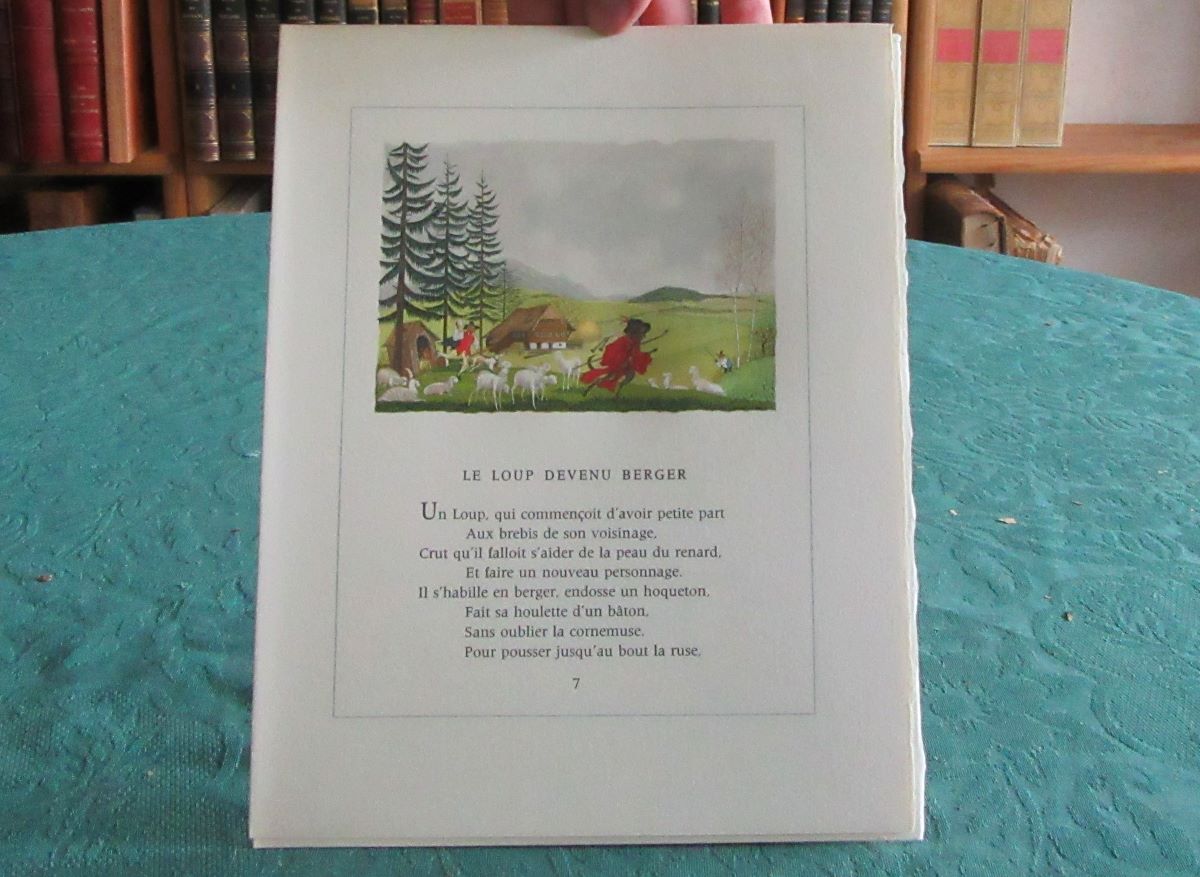 LE LOUP DEVENU BERGER
Un Loup, qui commençoit d'avoir petite part
Aux brebis de son voisinage,
Crut qu'il falloit s'aider de la peau du renard,
Et faire un nouveau personnage.
Il s'habille en berger, endosse un hoqueton,
Fait sa houlette d'un bâton,
Sans oublier la cornemuse.
Pour pousser jusqu'au bout la ruse,
7